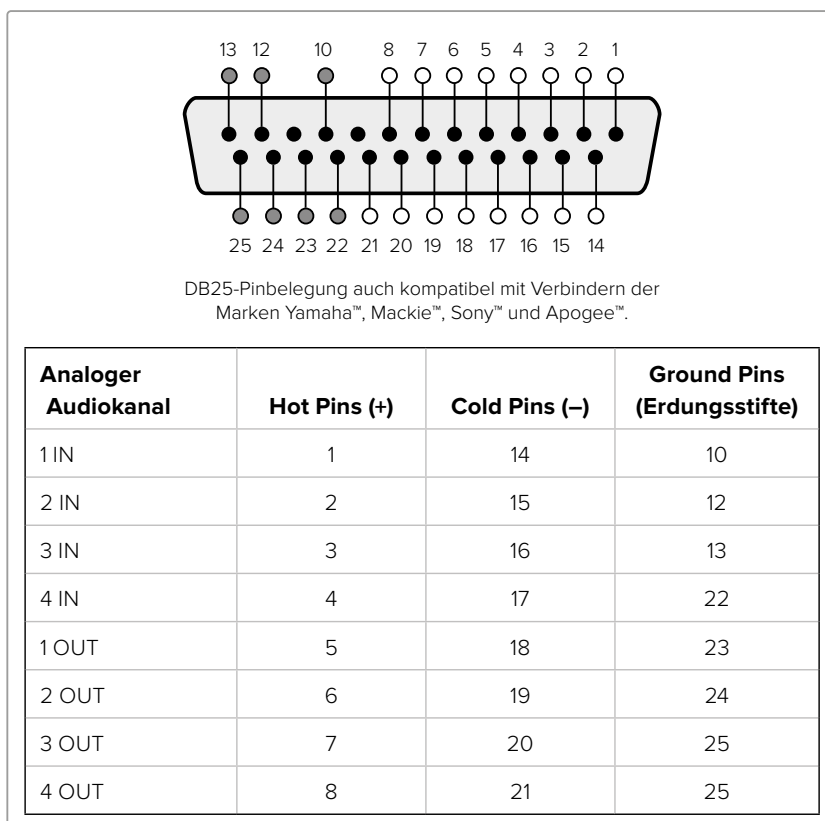 13 12 10 8 7 6 5 4 3 2 1
25 24 23 22 21 20 19 18 17 16 15 14
DB25-Pinbelegung auch kompatibel mit Verbindern der
Marken Yamaha™, Mackie™, Sony™ und Apogee™.
Analoger
Audiokanal Hot Pins (+) Cold Pins (–) Ground Pins
(Erdungsstifte)
1 IN 1 14 10
2 IN 2 15 12
3 IN 3 16 13
4 IN 4 17 22
1 OUT 5 18 23
2 OUT 6 19 24
3 OUT 7 20 25
4 OUT 8 21 25